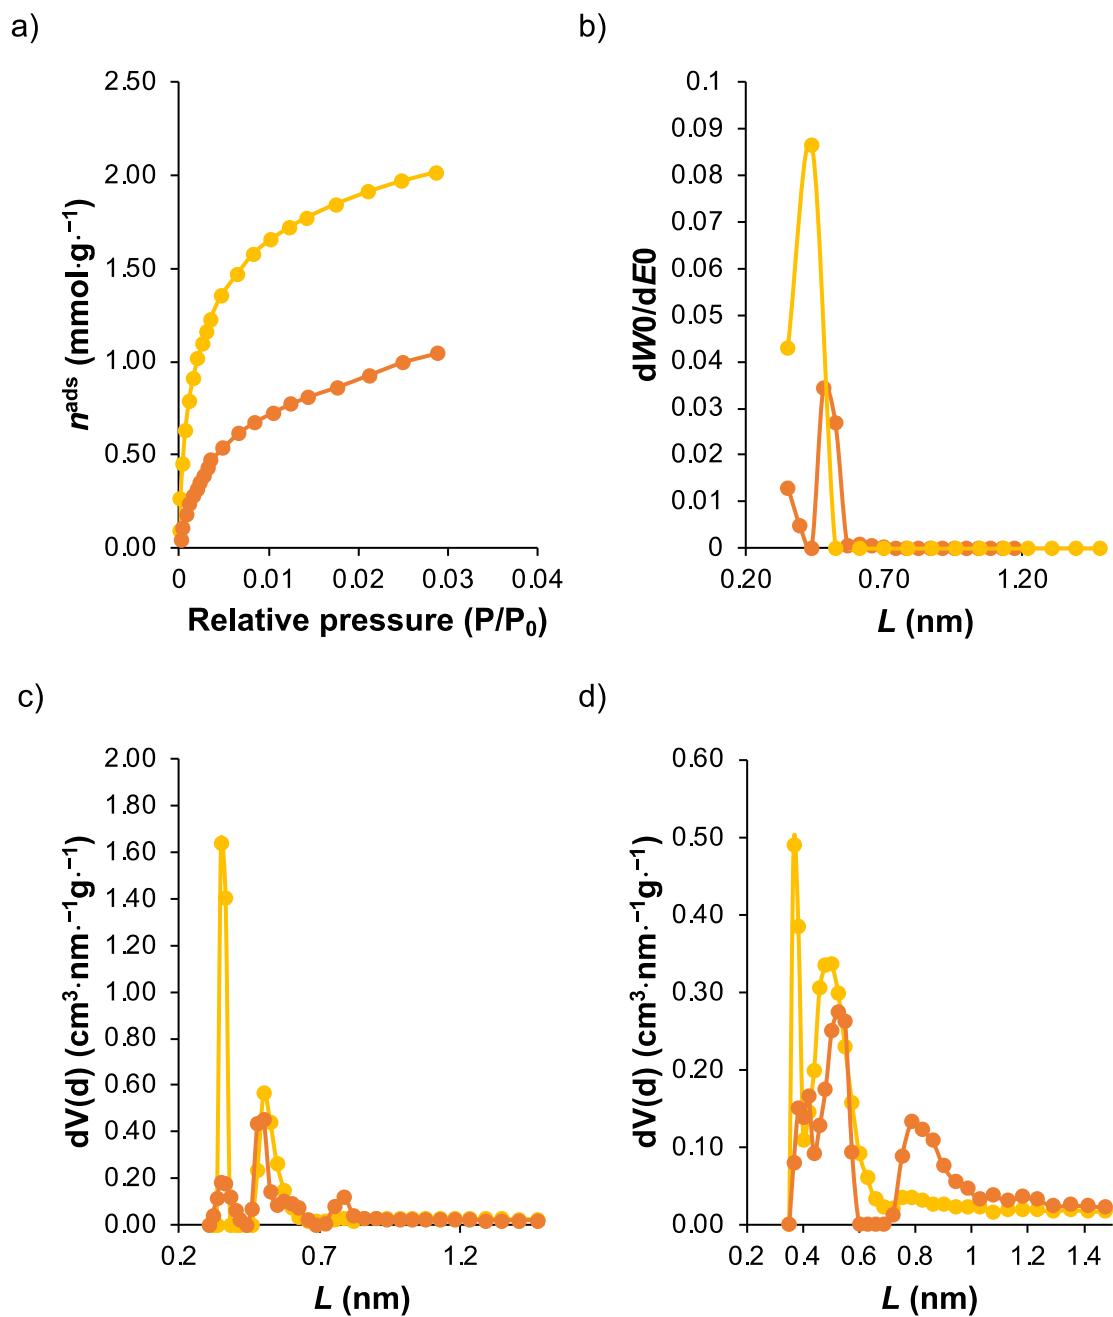 a)
2.50
2.00
1.50
1.00
0.50
0.00
0 0.01 0.02 0.03 0.04
n^ads (mmol·g·⁻¹)
Relative pressure (P/P₀)
b)
0.1
0.09
0.08
0.07
0.06
0.05
0.04
0.03
0.02
0.01
0
0.20 0.70 1.20
dW0/dE0
L (nm)
c)
2.00
1.80
1.60
1.40
1.20
1.00
0.80
0.60
0.40
0.20
0.00
0.2 0.7 1.2
dV(d) (cm³·nm·⁻¹g·⁻¹)
L (nm)
d)
0.60
0.50
0.40
0.30
0.20
0.10
0.00
0.2 0.4 0.6 0.8 1 1.2 1.4
dV(d) (cm³·nm·⁻¹g·⁻¹)
L (nm)